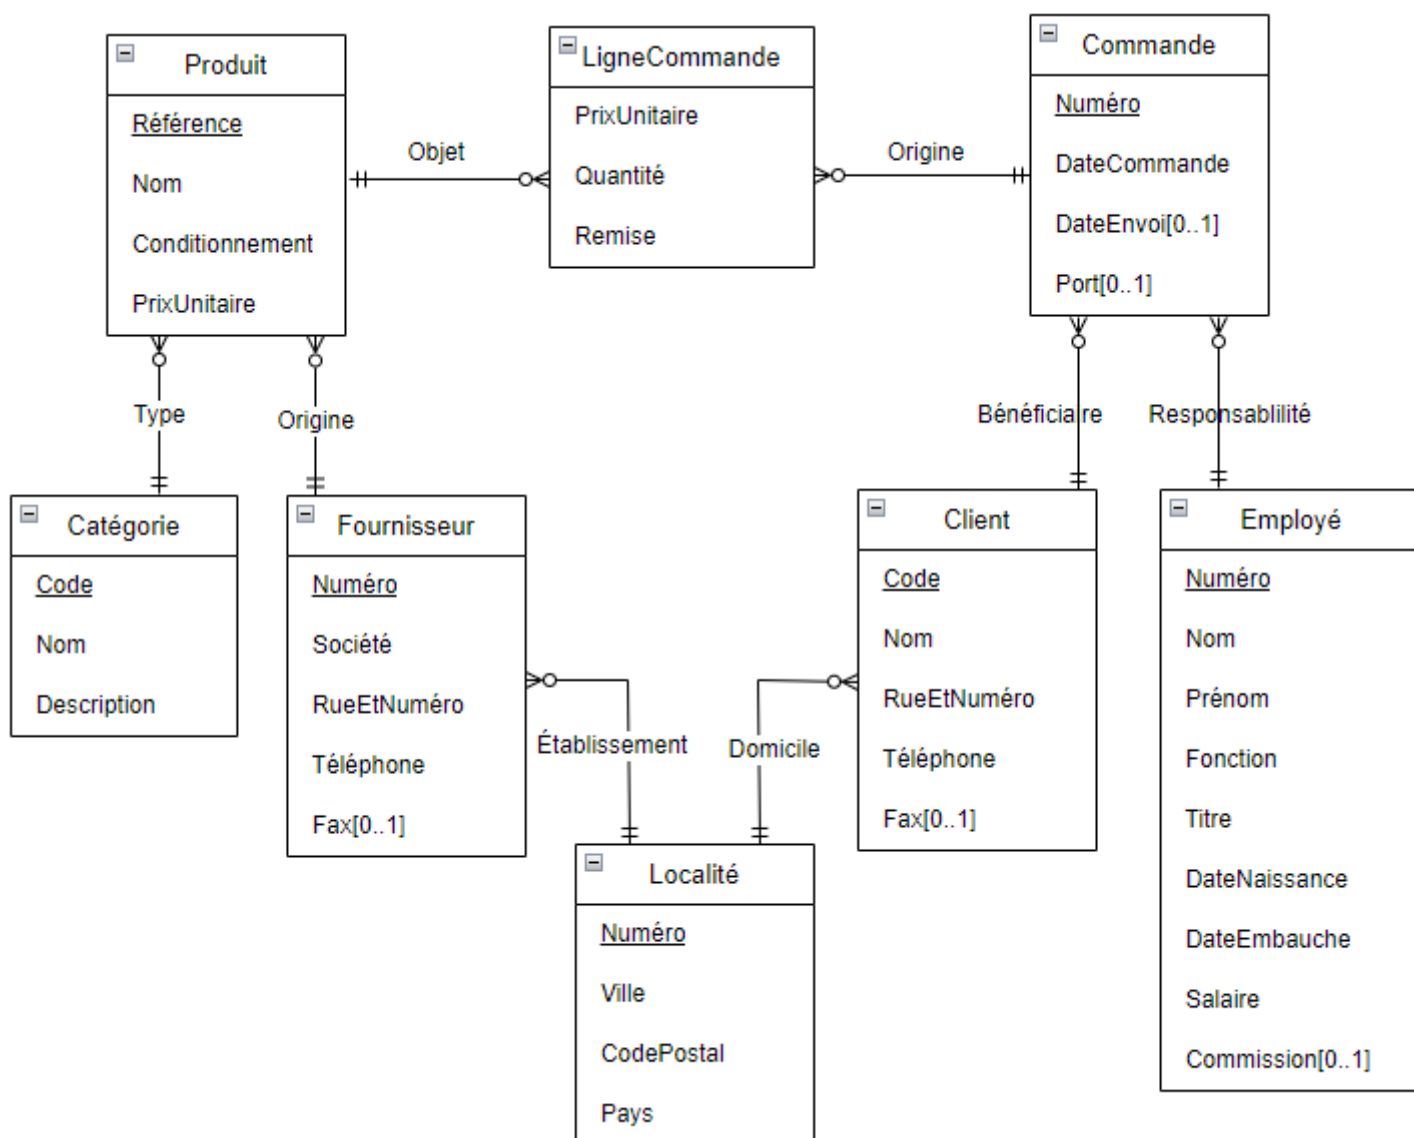 Produit
Référence
Nom
Conditionnement
PrixUnitaire
Objet
LigneCommande
PrixUnitaire
Quantité
Remise
Origine
Commande
Numéro
DateCommande
DateEnvoi[0..1]
Port[0..1]
Type
Origine
Bénéficiaire
Responsablilité
Catégorie
Code
Nom
Description
Fournisseur
Numéro
Société
RueEtNuméro
Téléphone
Fax[0..1]
Établissement
Domicile
Client
Code
Nom
RueEtNuméro
Téléphone
Fax[0..1]
Employé
Numéro
Nom
Prénom
Fonction
Titre
DateNaissance
DateEmbauche
Salaire
Commission[0..1]
Localité
Numéro
Ville
CodePostal
Pays